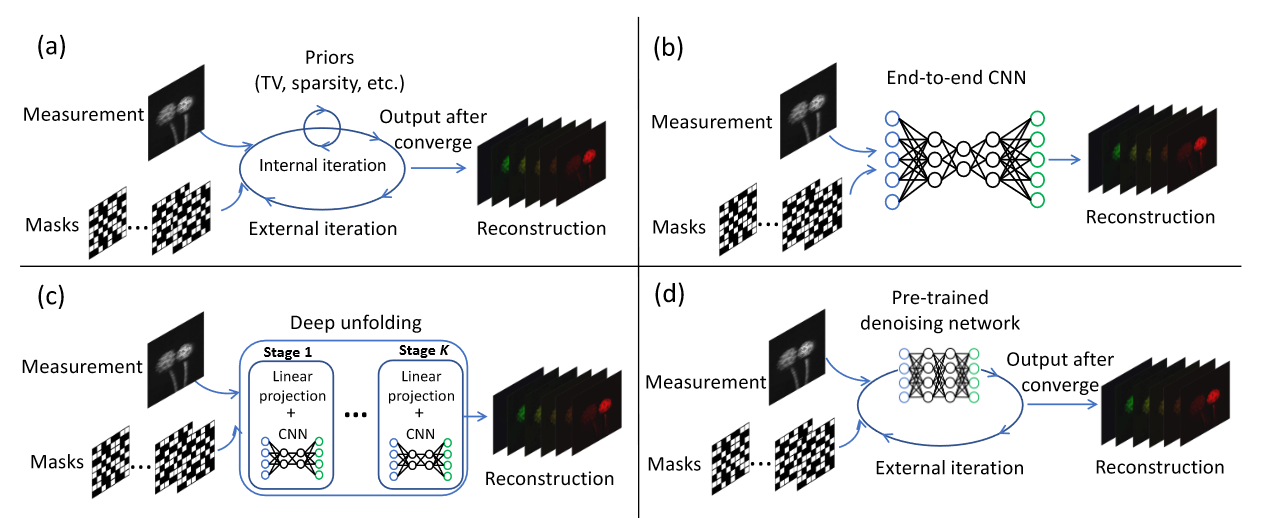 (a)
Priors
(TV, sparsity, etc.)
Measurement
Output after
converge
Internal iteration
Masks
...
External iteration
Reconstruction
(b)
End-to-end CNN
Measurement
Masks
...
Reconstruction
(c)
Deep unfolding
Measurement
Stage 1
Linear
projection
+
CNN
...
Stage K
Linear
projection
+
CNN
Masks
...
Reconstruction
(d)
Pre-trained
denoising network
Measurement
Output after
converge
Masks
...
External iteration
Reconstruction